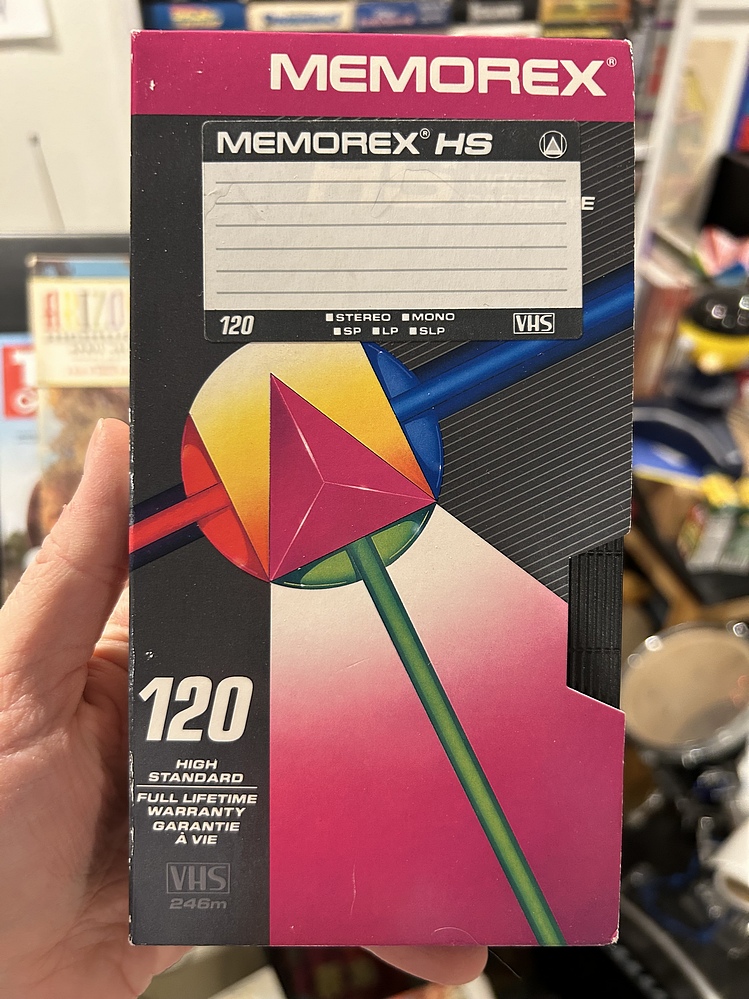 MEMOREX®
MEMOREX® HS
E
120
■STEREO ■MONO
■SP ■LP ■SLP
VHS
120
HIGH
STANDARD
FULL LIFETIME
WARRANTY
GARANTIE
À VIE
VHS
246m